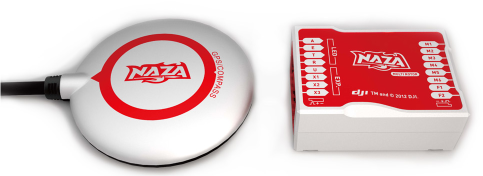 NAZA
GPS/COMPASS
A
E
T
R
U
X1
X2
X3
LED
EXP.
NAZA
MULTI-ROTOR
M1
M2
M3
M4
M5
M6
F1
F2
dji ™ and © 2012 DJI.